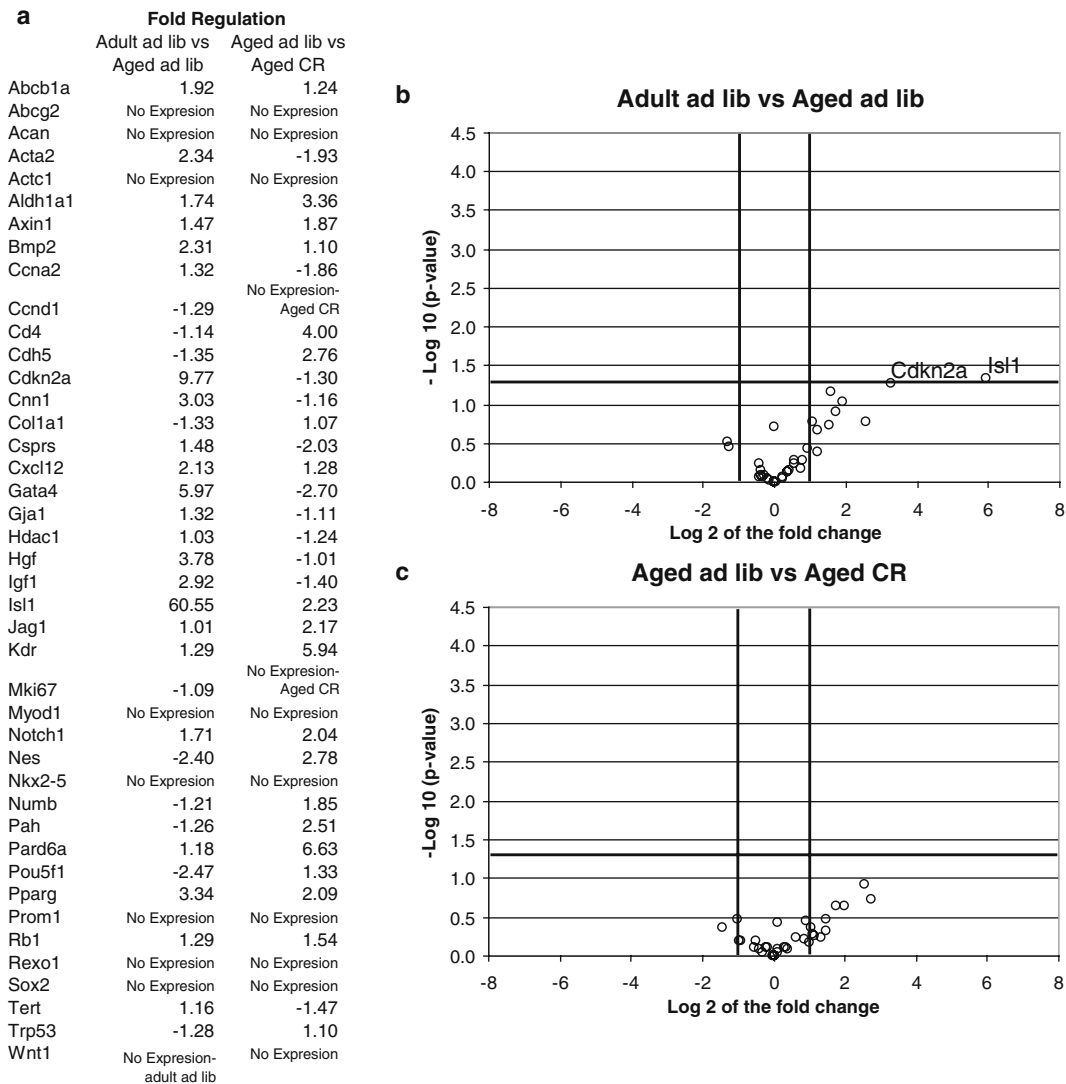 a
Fold Regulation
Adult ad lib vs Aged ad lib vs
Aged ad lib Aged CR
Abcb1a 1.92 1.24
Abcg2 No Expresion No Expresion
Acan No Expresion No Expresion
Acta2 2.34 -1.93
Actc1 No Expresion No Expresion
Aldh1a1 1.74 3.36
Axin1 1.47 1.87
Bmp2 2.31 1.10
Ccna2 1.32 -1.86
No Expresion-
Ccnd1 -1.29 Aged CR
Cd4 -1.14 4.00
Cdh5 -1.35 2.76
Cdkn2a 9.77 -1.30
Cnn1 3.03 -1.16
Col1a1 -1.33 1.07
Csprs 1.48 -2.03
Cxcl12 2.13 1.28
Gata4 5.97 -2.70
Gja1 1.32 -1.11
Hdac1 1.03 -1.24
Hgf 3.78 -1.01
Igf1 2.92 -1.40
Isl1 60.55 2.23
Jag1 1.01 2.17
Kdr 1.29 5.94
No Expresion-
Mki67 -1.09 Aged CR
Myod1 No Expresion No Expresion
Notch1 1.71 2.04
Nes -2.40 2.78
Nkx2-5 No Expresion No Expresion
Numb -1.21 1.85
Pah -1.26 2.51
Pard6a 1.18 6.63
Pou5f1 -2.47 1.33
Pparg 3.34 2.09
Prom1 No Expresion No Expresion
Rb1 1.29 1.54
Rexo1 No Expresion No Expresion
Sox2 No Expresion No Expresion
Tert 1.16 -1.47
Trp53 -1.28 1.10
Wnt1 No Expresion- No Expresion
adult ad lib
b
Adult ad lib vs Aged ad lib
4.5
4.0
3.5
3.0
2.5
2.0
1.5
1.0
0.5
0.0
- Log 10 (p-value)
Cdkn2a Isl1
-8 -6 -4 -2 0 2 4 6 8
Log 2 of the fold change
c
Aged ad lib vs Aged CR
4.5
4.0
3.5
3.0
2.5
2.0
1.5
1.0
0.5
0.0
-Log 10 (p-value)
-8 -6 -4 -2 0 2 4 6 8
Log 2 of the fold change